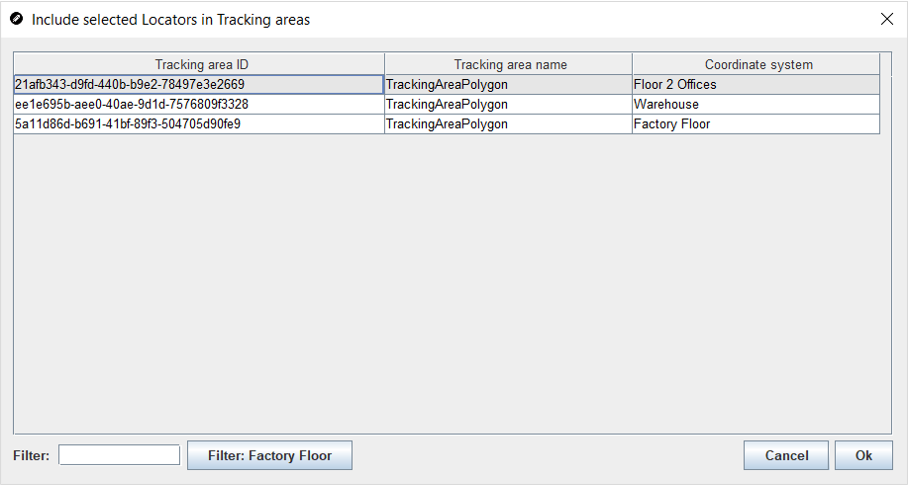 Include selected Locators in Tracking areas
Tracking area ID Tracking area name Coordinate system
21afb343-d9fd-440b-b9e2-78497e3e2669 TrackingAreaPolygon Floor 2 Offices
ee1e695b-aee0-40ae-9d1d-7576809f3328 TrackingAreaPolygon Warehouse
5a11d86d-b691-41bf-89f3-504705d90fe9 TrackingAreaPolygon Factory Floor
Filter: Filter: Factory Floor Cancel Ok